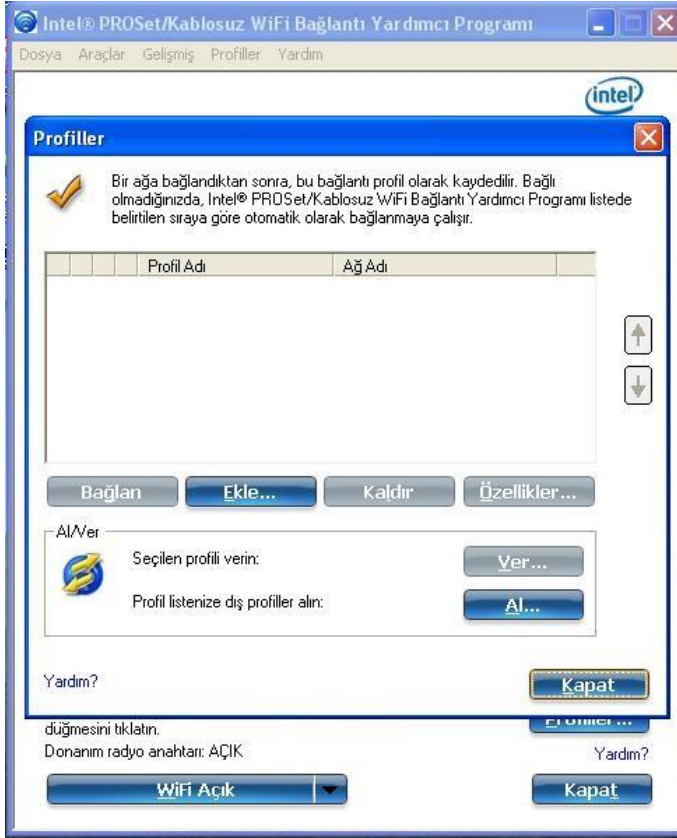 Intel® PROSet/Kablosuz WiFi Bağlantı Yardımcı Programı
Dosya Araçlar Gelişmiş Profiller Yardım
intel
Profiller
Bir ağa bağlandıktan sonra, bu bağlantı profil olarak kaydedilir. Bağlı
olmadığınızda, Intel® PROSet/Kablosuz WiFi Bağlantı Yardımcı Programı listede
belirtilen sıraya göre otomatik olarak bağlanmaya çalışır.
Profil Adı Ağ Adı
Bağlan Ekle... Kaldır Özellikler...
Al/Ver
Seçilen profili verin: Ver...
Profil listenize dış profiller alın: Al...
Yardım? Kapat
düğmesini tıklatın. Profiller...
Donanım radyo anahtarı: AÇIK Yardım?
WiFi Açık Kapat